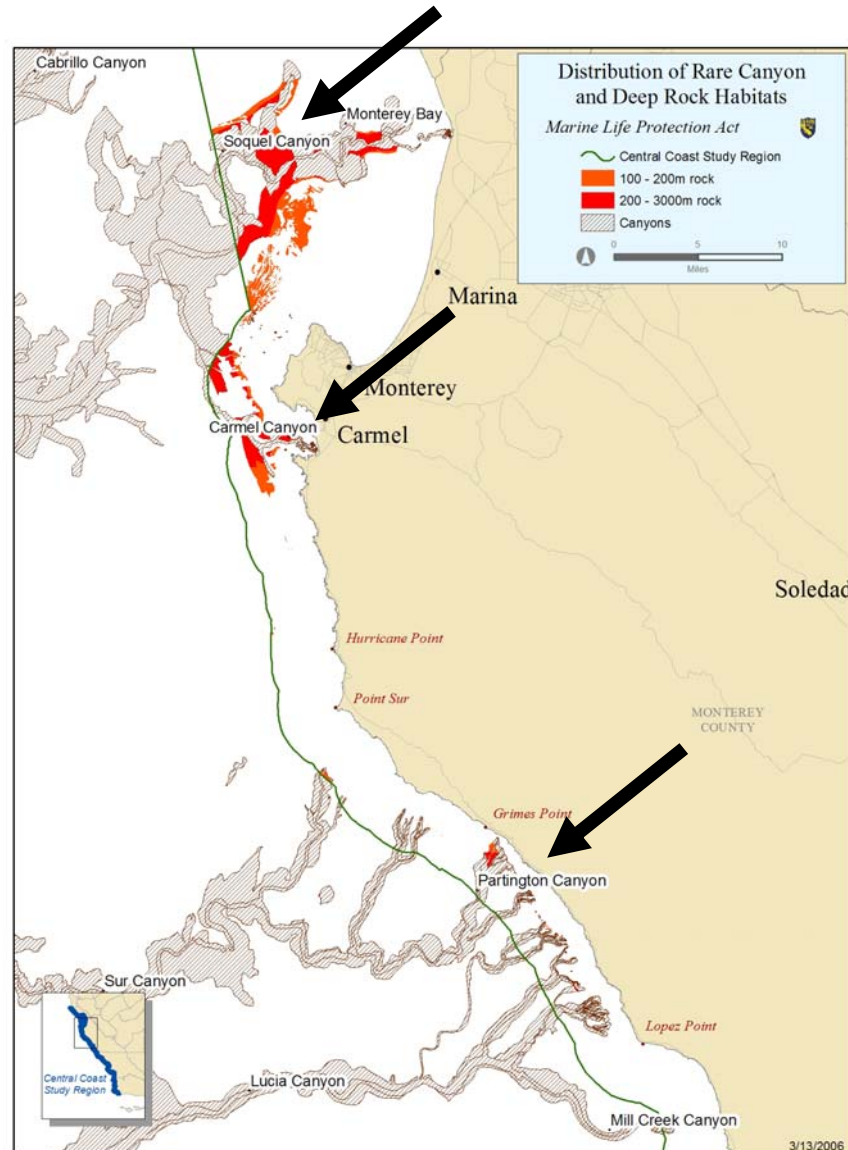 Cabrillo Canyon
Monterey Bay
Soquel Canyon
Distribution of Rare Canyon
and Deep Rock Habitats
Marine Life Protection Act
Central Coast Study Region
100 - 200m rock
200 - 3000m rock
Canyons
0 5 10
Miles
Marina
Monterey
Carmel Canyon
Carmel
Soledad
Hurricane Point
Point Sur
MONTEREY
COUNTY
Grimes Point
Partington Canyon
Sur Canyon
Central Coast
Study Region
Lopez Point
Lucia Canyon
Mill Creek Canyon
3/13/2006